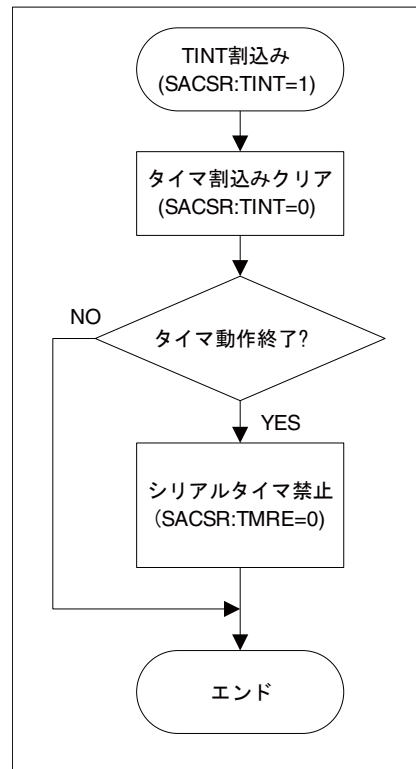 TINT割込み
(SACSR:TINT=1)
タイマ割込みクリア
(SACSR:TINT=0)
タイマ動作終了?
NO
YES
シリアルタイマ禁止
(SACSR:TMRE=0)
エンド